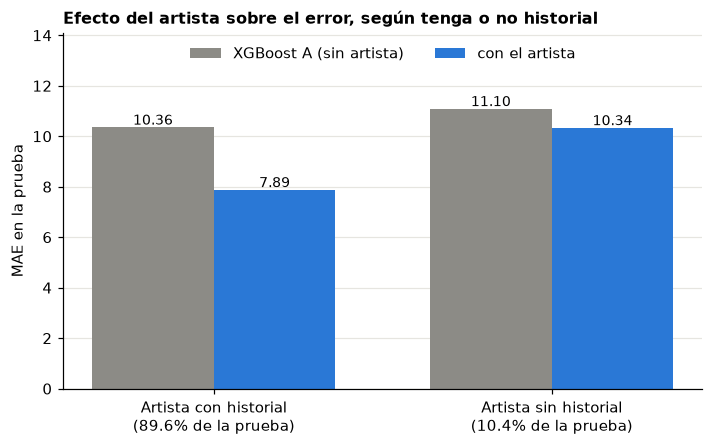 Efecto del artista sobre el error, según tenga o no historial
XGBoost A (sin artista)
con el artista
MAE en la prueba
14
12
10
8
6
4
2
0
10.36
7.89
11.10
10.34
Artista con historial
(89.6% de la prueba)
Artista sin historial
(10.4% de la prueba)